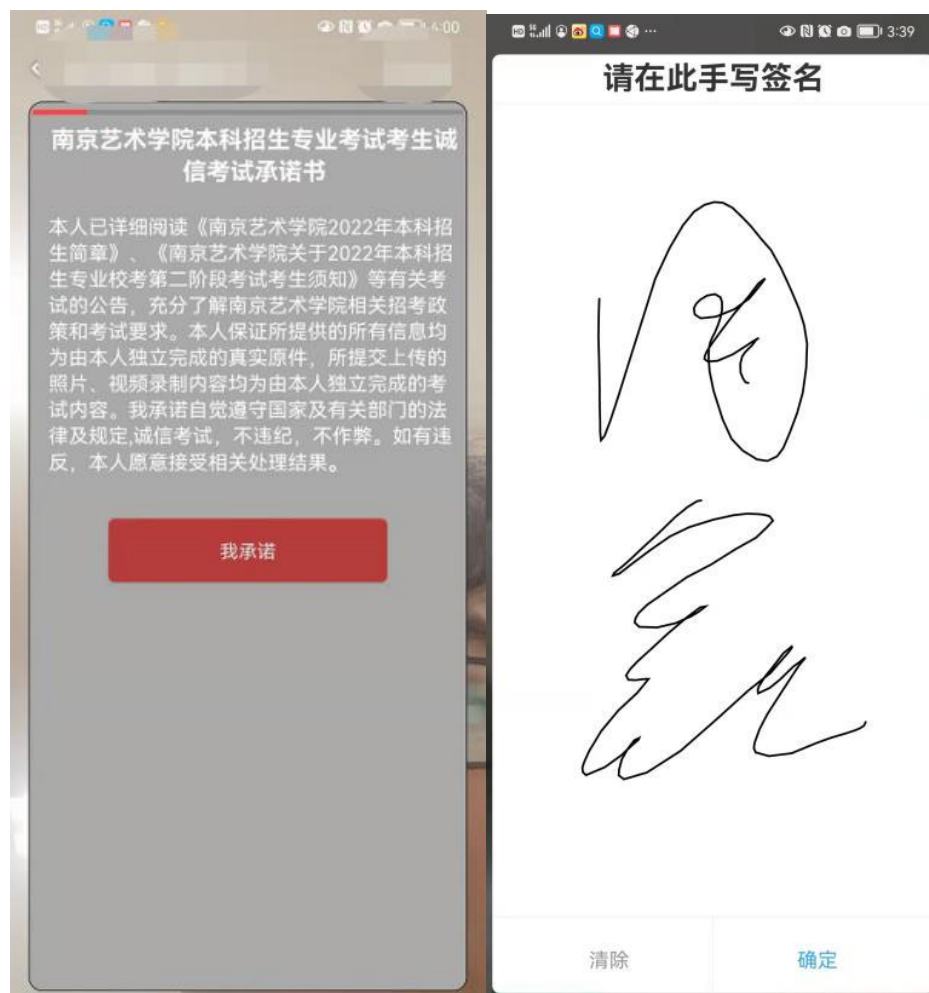 4:00
南京艺术学院本科招生专业考试考生诚
信考试承诺书
本人已详细阅读《南京艺术学院2022年本科招
生简章》、《南京艺术学院关于2022年本科招
生专业校考第二阶段考试考生须知》等有关考
试的公告，充分了解南京艺术学院相关招考政
策和考试要求。本人保证所提供的所有信息均
为由本人独立完成的真实原件，所提交上传的
照片、视频录制内容均为由本人独立完成的考
试内容。我承诺自觉遵守国家及有关部门的法
律及规定,诚信考试，不违纪，不作弊。如有违
反，本人愿意接受相关处理结果。
我承诺
3:39
请在此手写签名
清除
确定